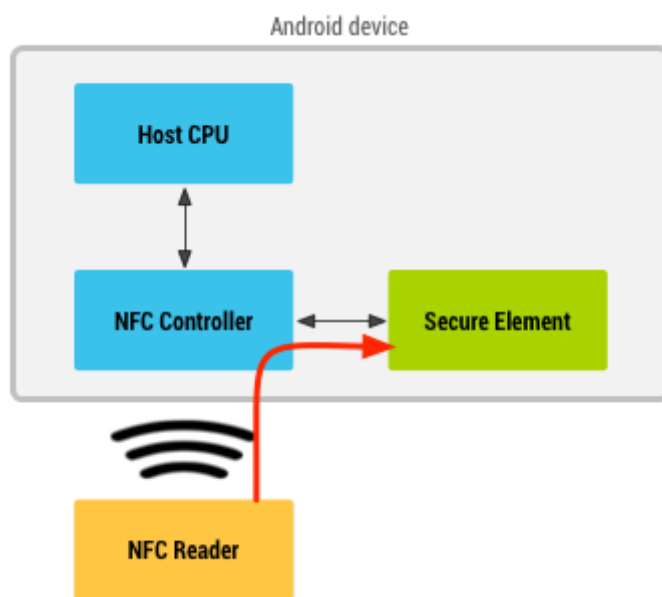 Android device
Host CPU
NFC Controller
Secure Element
NFC Reader